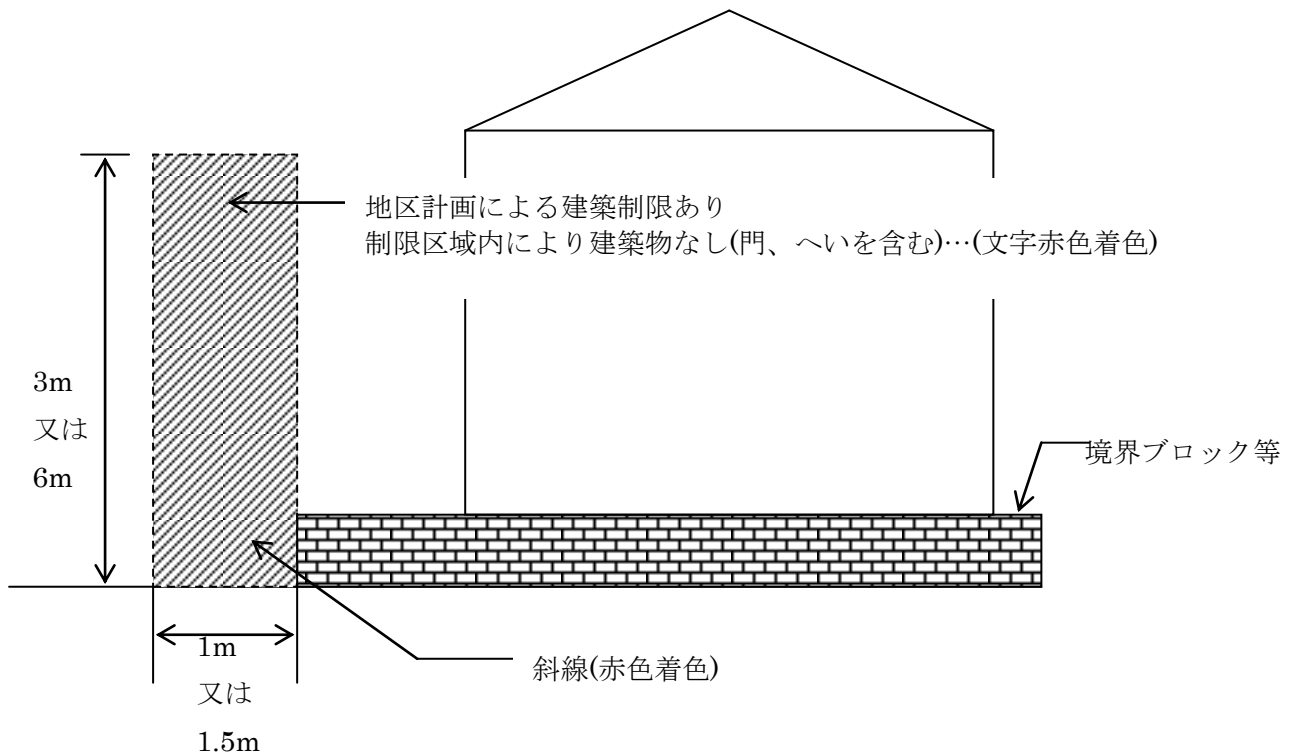 地区計画による建築制限あり
制限区域内により建築物なし(門、へいを含む)…(文字赤色着色)
3m
又は
6m
境界ブロック等
斜線(赤色着色)
1m
又は
1.5m